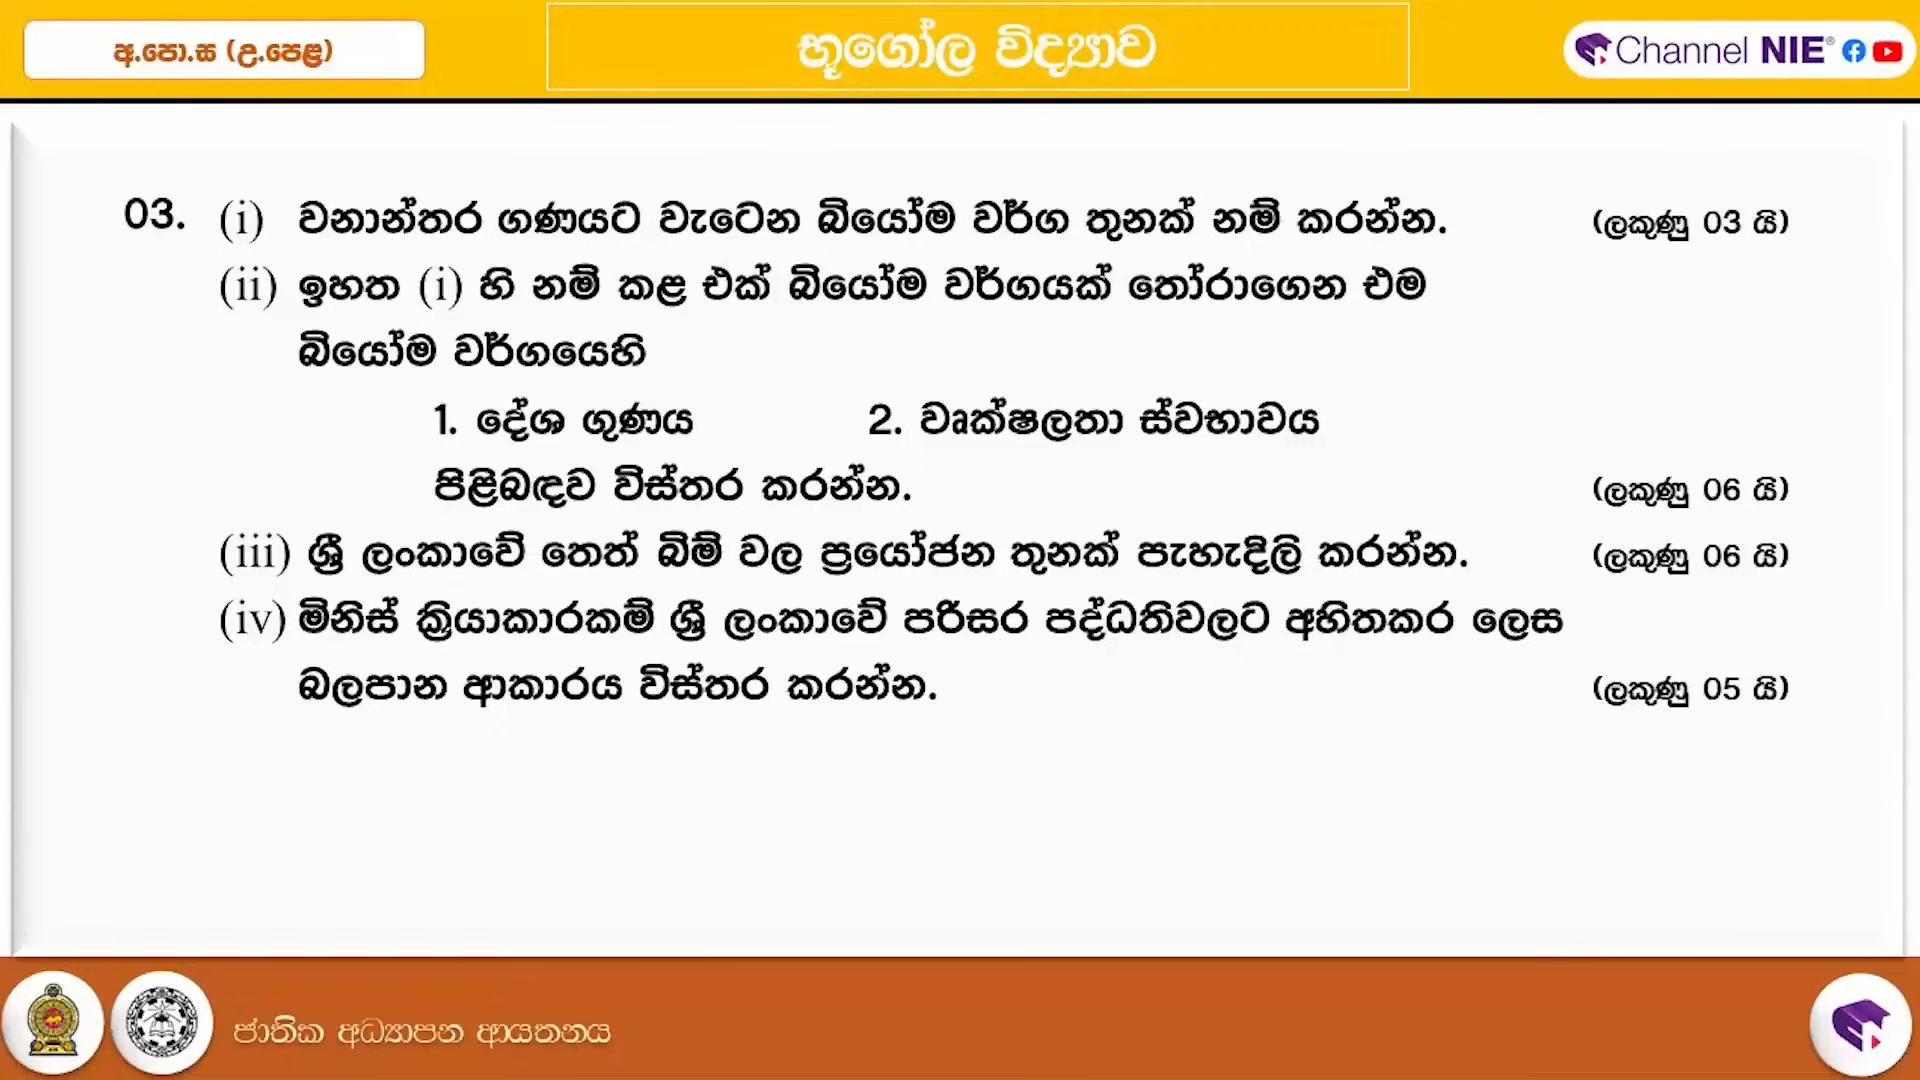 අ.පො.ස (උ.පෙළ)
භූගෝල විද්‍යාව
Channel NIE®
03. (i) වනාන්තර ගණයට වැටෙන බියෝම වර්ග තුනක් නම් කරන්න. (ලකුණු 03 යි)
(ii) ඉහත (i) හි නම් කළ එක් බියෝම වර්ගයක් තෝරාගෙන එම
බියෝම වර්ගයෙහි
1. දේශ ගුණය 2. වෘක්ෂලතා ස්වභාවය
පිළිබඳව විස්තර කරන්න. (ලකුණු 06 යි)
(iii) ශ්‍රී ලංකාවේ තෙත් බිම් වල ප්‍රයෝජන තුනක් පැහැදිලි කරන්න. (ලකුණු 06 යි)
(iv) මිනිස් ක්‍රියාකාරකම් ශ්‍රී ලංකාවේ පරිසර පද්ධතිවලට අහිතකර ලෙස
බලපාන ආකාරය විස්තර කරන්න. (ලකුණු 05 යි)
ජාතික අධ්‍යාපන ආයතනය